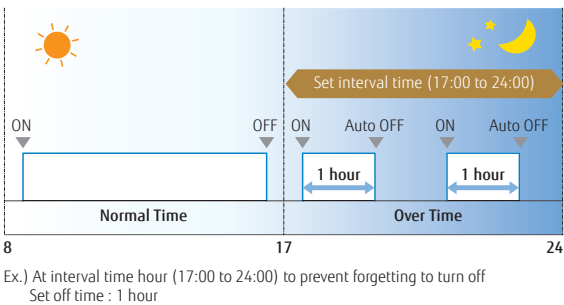 Set interval time (17:00 to 24:00)
ON OFF ON Auto OFF ON Auto OFF
1 hour 1 hour
Normal Time Over Time
8 17 24
Ex.) At interval time hour (17:00 to 24:00) to prevent forgetting to turn off
Set off time : 1 hour